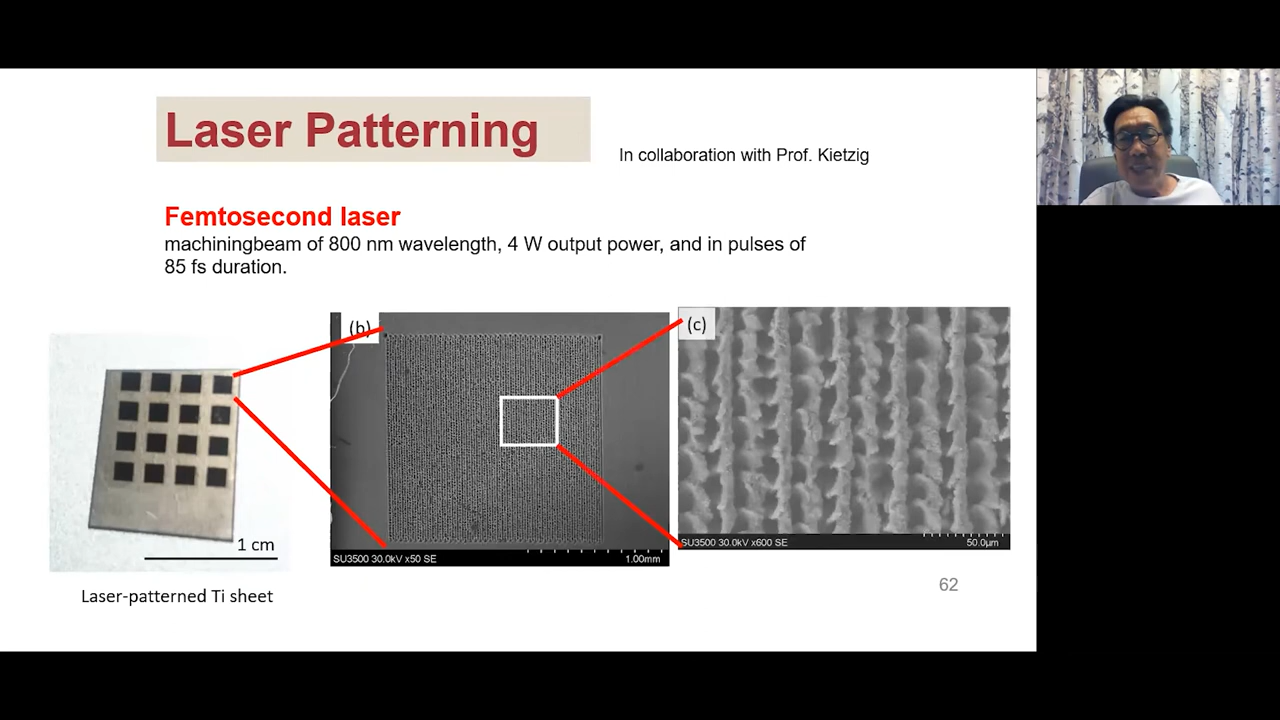 Laser Patterning
In collaboration with Prof. Kietzig
Femtosecond laser
machiningbeam of 800 nm wavelength, 4 W output power, and in pulses of
85 fs duration.
(b)
(c)
1 cm
SU3500 30.0kV x50 SE 1.00mm
SU3500 30.0kV x600 SE 50.0µm
Laser-patterned Ti sheet
62